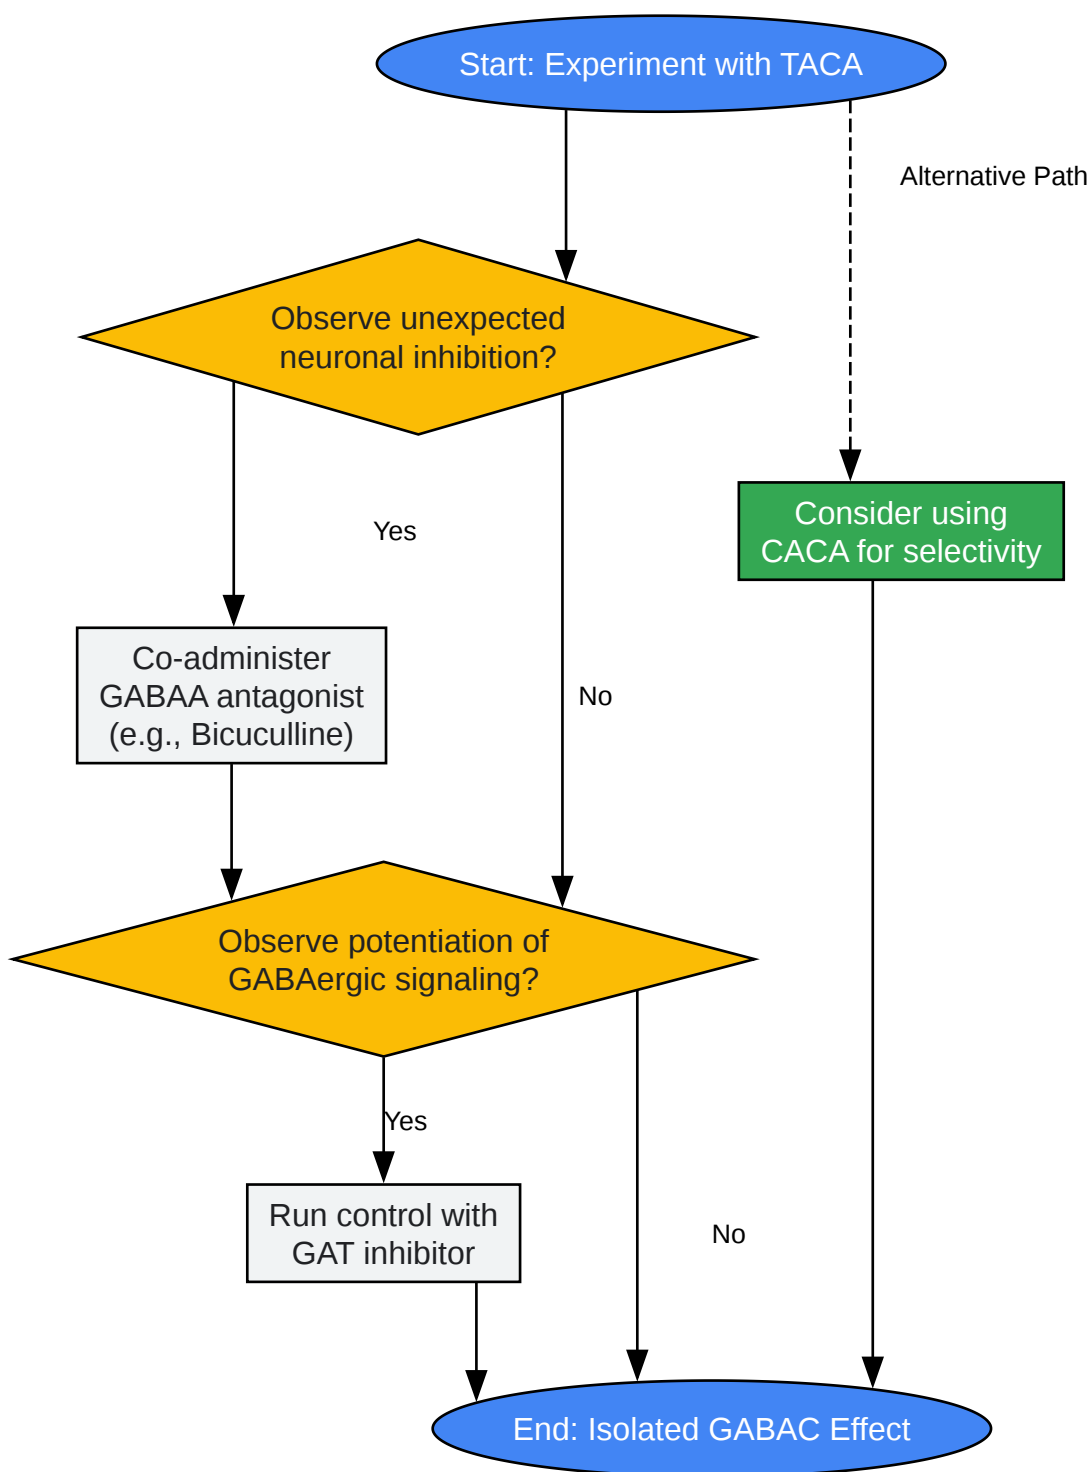 Start: Experiment with TACA
Alternative Path
Observe unexpected
neuronal inhibition?
Yes
Consider using
CACA for selectivity
Co-administer
GABAA antagonist
(e.g., Bicuculline)
No
Observe potentiation of
GABAergic signaling?
Yes
Run control with
GAT inhibitor
No
End: Isolated GABAC Effect